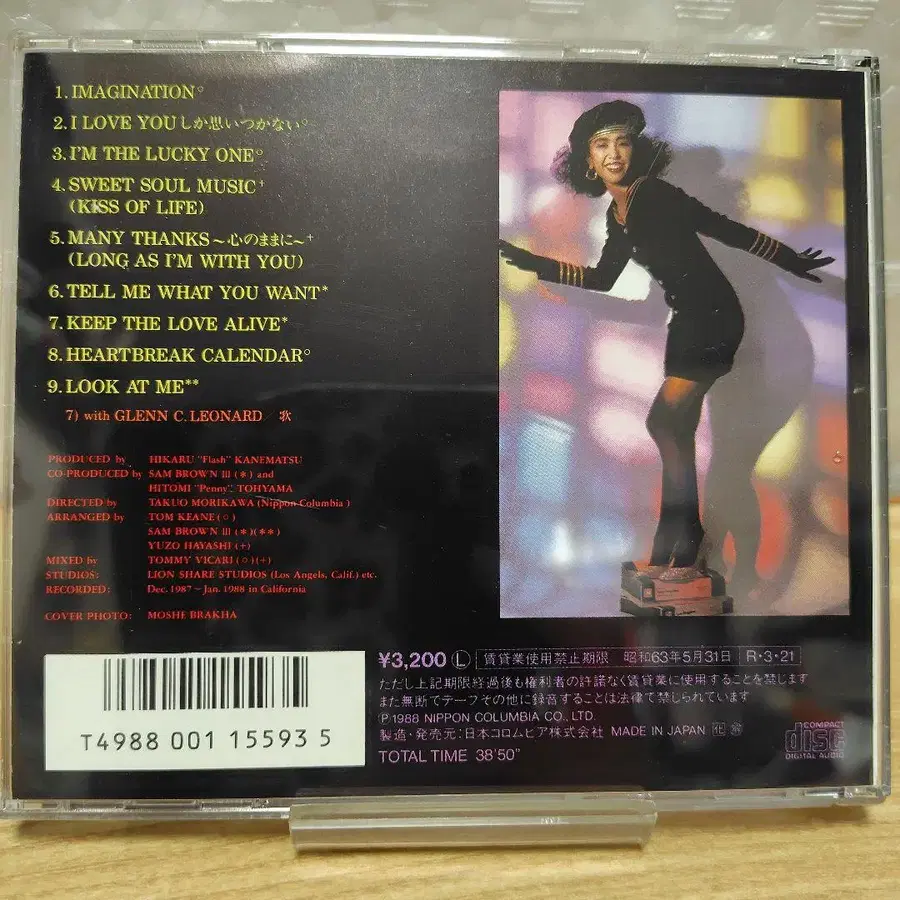 1. IMAGINATION○
2. I LOVE YOUしか思いつかない○
3. I'M THE LUCKY ONE○
4. SWEET SOUL MUSIC+
(KISS OF LIFE)
5. MANY THANKS〜心のままに〜+
(LONG AS I'M WITH YOU)
6. TELL ME WHAT YOU WANT*
7. KEEP THE LOVE ALIVE*
8. HEARTBREAK CALENDAR○
9. LOOK AT ME**
7) with GLENN C. LEONARD/歌
PRODUCED by HIKARU "Flash" KANEMATSU
CO-PRODUCED by SAM BROWN III (*) and
HITOMI "Penny" TOHYAMA
DIRECTED by TAKUO MORIKAWA (Nippon Columbia)
ARRANGED by TOM KEANE (○)
SAM BROWN III (*)(**)
YUZO HAYASHI (+)
MIXED by TOMMY VICARI (○)(+)
STUDIOS: LION SHARE STUDIOS (Los Angels, Calif.) etc.
RECORDED: Dec. 1987〜Jan. 1988 in California
COVER PHOTO: MOSHE BRAKHA
¥3,200 Ⓛ 賃貸業使用禁止期限 昭和63年5月31日 R・3・21
ただし上記期限経過後も権利者の許諾なく賃貸業に使用することを禁じます
また無断でテープその他に録音することは法律で禁じられています
Ⓟ1988 NIPPON COLUMBIA CO., LTD.
製造・発売元:日本コロムビア株式会社 MADE IN JAPAN
TOTAL TIME 38'50"
T4988 001 15593 5
COMPACT
disc
DIGITAL AUDIO